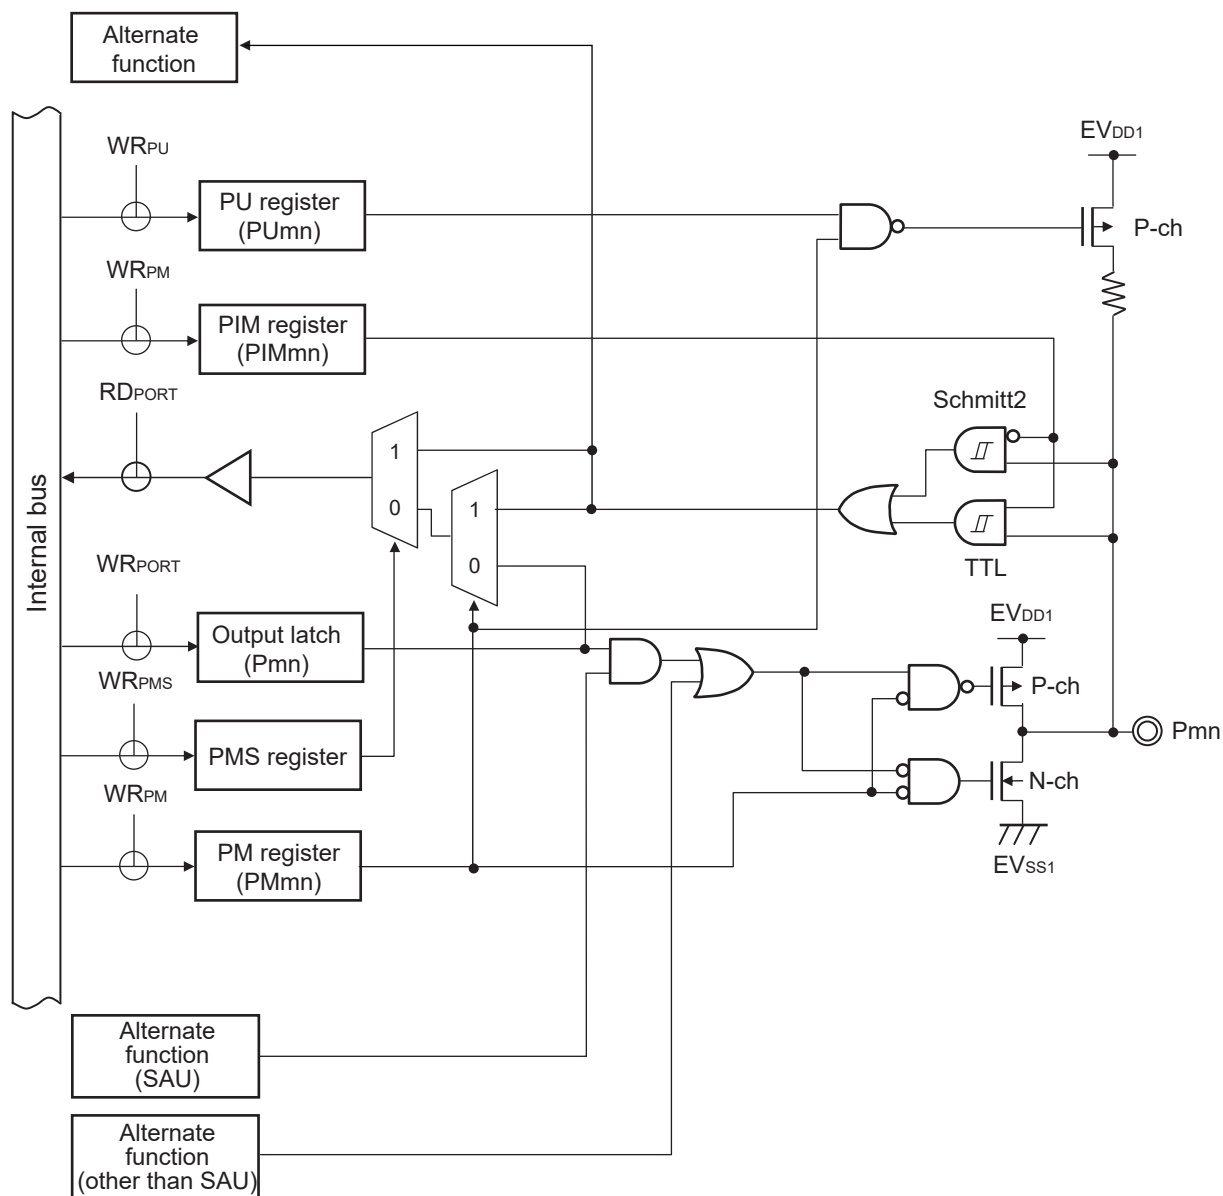 Alternate
function
WRPU
EVDD1
PU register
(PUmn)
P-ch
WRPM
PIM register
(PIMmn)
RDPORT
Schmitt2
1
0
1
0
TTL
Internal bus
WRPORT
Output latch
(Pmn)
EVDD1
P-ch
WRPMS
PMS register
Pmn
N-ch
WRPM
PM register
(PMmn)
EVSS1
Alternate
function
(SAU)
Alternate
function
(other than SAU)